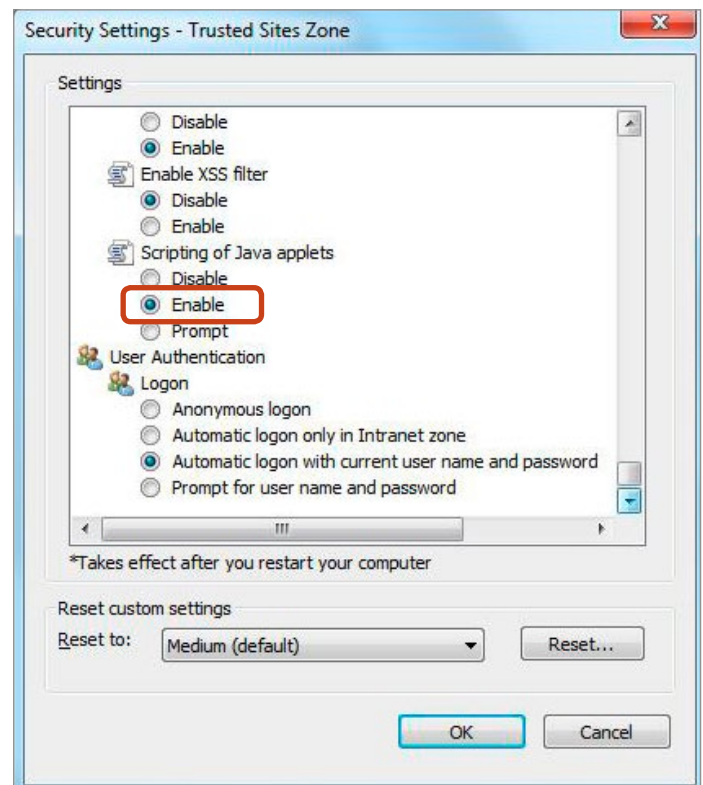 Security Settings - Trusted Sites Zone
Settings
Disable
Enable
Enable XSS filter
Disable
Enable
Scripting of Java applets
Disable
Enable
Prompt
User Authentication
Logon
Anonymous logon
Automatic logon only in Intranet zone
Automatic logon with current user name and password
Prompt for user name and password
*Takes effect after you restart your computer
Reset custom settings
Reset to: Medium (default) Reset...
OK Cancel